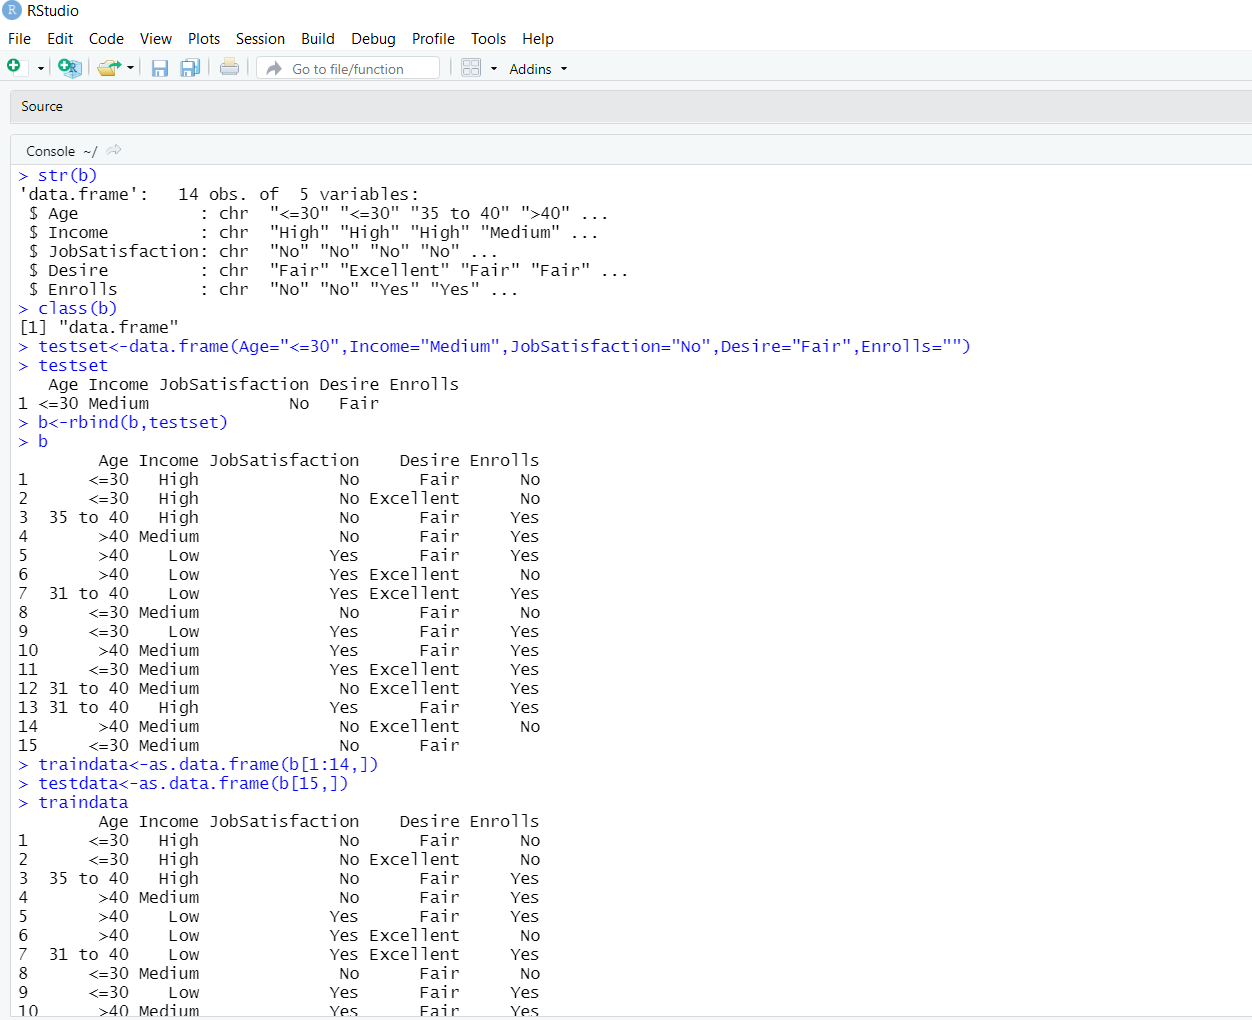 RStudio
File Edit Code View Plots Session Build Debug Profile Tools Help
Go to file/function Addins
Source
Console ~/
> str(b)
'data.frame':   14 obs. of  5 variables:
 $ Age            : chr  "<=30" "<=30" "35 to 40" ">40" ...
 $ Income         : chr  "High" "High" "High" "Medium" ...
 $ JobSatisfaction: chr  "No" "No" "No" "No" ...
 $ Desire         : chr  "Fair" "Excellent" "Fair" "Fair" ...
 $ Enrolls        : chr  "No" "No" "Yes" "Yes" ...
> class(b)
[1] "data.frame"
> testset<-data.frame(Age="<=30",Income="Medium",JobSatisfaction="No",Desire="Fair",Enrolls="")
> testset
   Age Income JobSatisfaction Desire Enrolls
1 <=30 Medium              No   Fair
> b<-rbind(b,testset)
> b
        Age Income JobSatisfaction    Desire Enrolls
1      <=30   High              No      Fair      No
2      <=30   High              No Excellent      No
3  35 to 40   High              No      Fair     Yes
4       >40 Medium              No      Fair     Yes
5       >40    Low             Yes      Fair     Yes
6       >40    Low             Yes Excellent      No
7  31 to 40    Low             Yes Excellent     Yes
8      <=30 Medium              No      Fair      No
9      <=30    Low             Yes      Fair     Yes
10      >40 Medium             Yes      Fair     Yes
11     <=30 Medium             Yes Excellent     Yes
12 31 to 40 Medium              No Excellent     Yes
13 31 to 40   High             Yes      Fair     Yes
14      >40 Medium              No Excellent      No
15     <=30 Medium              No      Fair
> traindata<-as.data.frame(b[1:14,])
> testdata<-as.data.frame(b[15,])
> traindata
        Age Income JobSatisfaction    Desire Enrolls
1      <=30   High              No      Fair      No
2      <=30   High              No Excellent      No
3  35 to 40   High              No      Fair     Yes
4       >40 Medium              No      Fair     Yes
5       >40    Low             Yes      Fair     Yes
6       >40    Low             Yes Excellent      No
7  31 to 40    Low             Yes Excellent     Yes
8      <=30 Medium              No      Fair      No
9      <=30    Low             Yes      Fair     Yes
10      >40 Medium             Yes      Fair     Yes